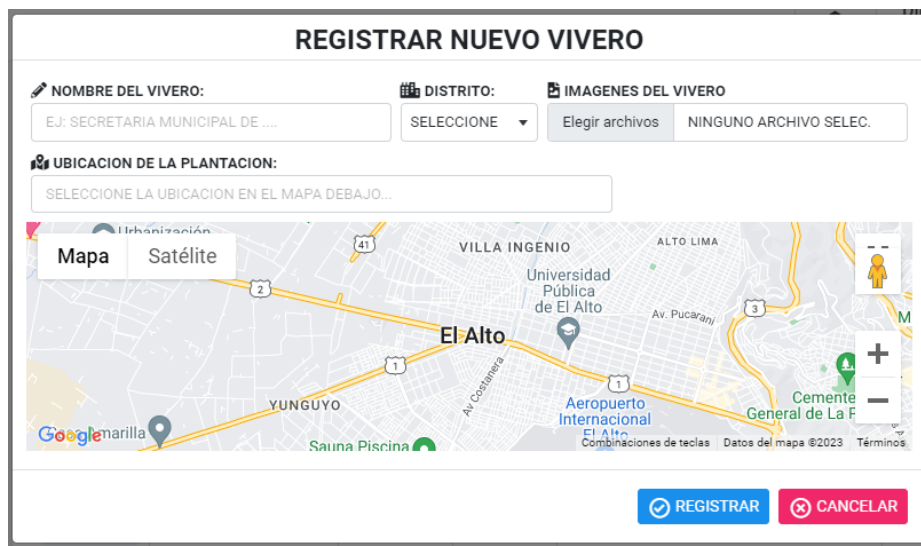 REGISTRAR NUEVO VIVERO
NOMBRE DEL VIVERO:
DISTRITO:
IMAGENES DEL VIVERO
EJ: SECRETARIA MUNICIPAL DE ....
SELECCIONE
Elegir archivos
NINGUNO ARCHIVO SELEC.
UBICACION DE LA PLANTACION:
SELECCIONE LA UBICACION EN EL MAPA DEBAJO...
Urbanización
Mapa
Satélite
41
VILLA INGENIO
ALTO LIMA
2
Universidad
Pública
de El Alto
Av. Pucarani
3
M
El Alto
1
Av Costanera
1
YUNGUYO
Aeropuerto
Internacional
El Alto
Cemente
General de La P
Google
marilla
Sauna Piscina
Combinaciones de teclas
Datos del mapa ©2023
Términos
REGISTRAR
CANCELAR